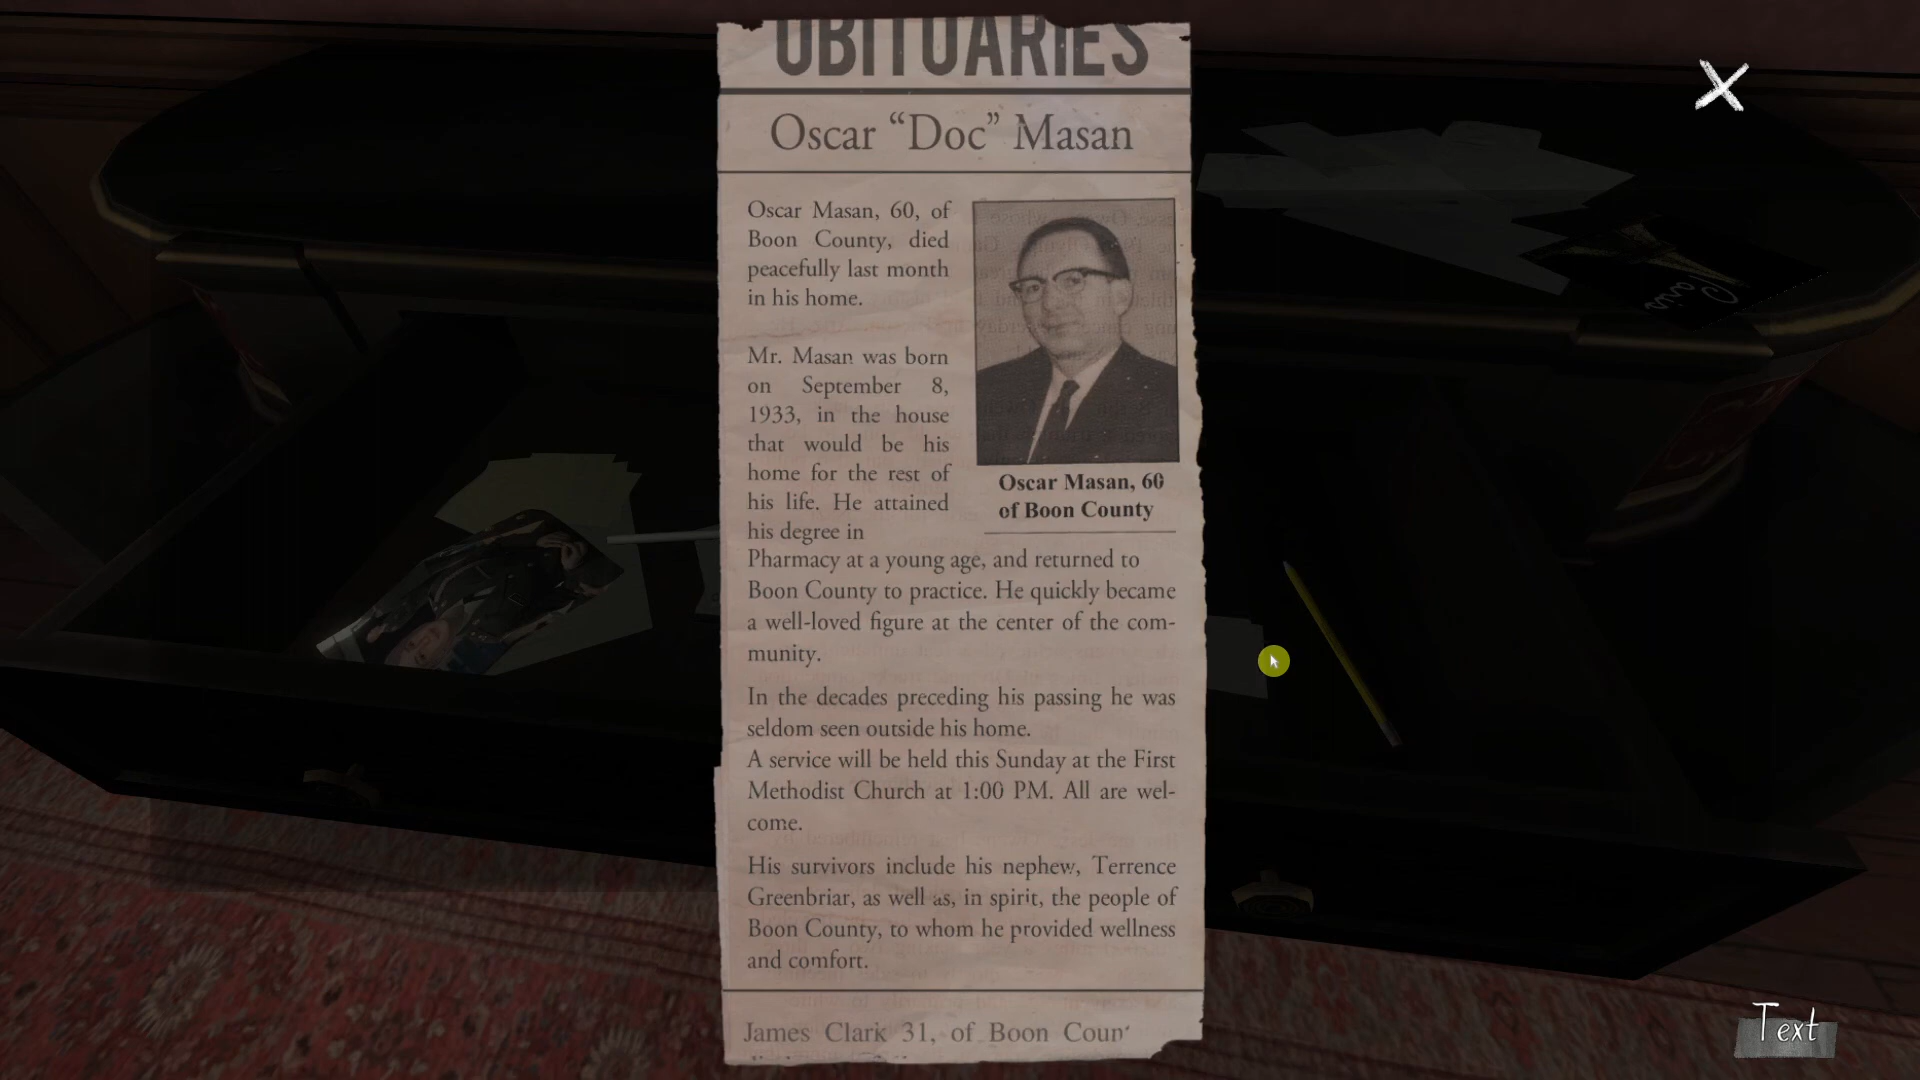 OBITUARIES
Oscar “Doc” Masan
Oscar Masan, 60, of
Boon County, died
peacefully last month
in his home.
Mr. Masan was born
on September 8,
1933, in the house
that would be his
home for the rest of
his life. He attained
his degree in
Pharmacy at a young age, and returned to
Boon County to practice. He quickly became
a well-loved figure at the center of the com-
munity.
In the decades preceding his passing he was
seldom seen outside his home.
A service will be held this Sunday at the First
Methodist Church at 1:00 PM. All are wel-
come.
His survivors include his nephew, Terrence
Greenbriar, as well as, in spirit, the people of
Boon County, to whom he provided wellness
and comfort.
Oscar Masan, 60
of Boon County
James Clark 31, of Boon
Paris
Text